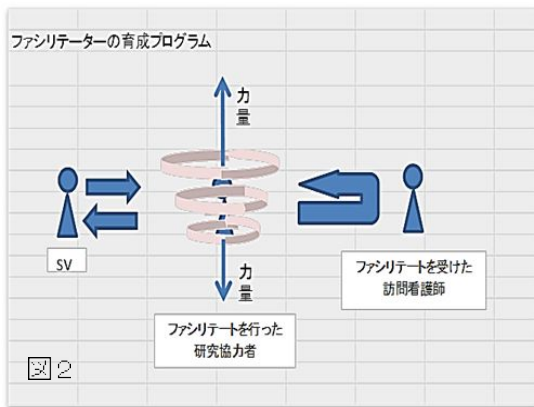 ファシリテーターの育成プログラム
力
量
SV
ファシリテートを受けた
訪問看護師
力
量
ファシリテートを行った
研究協力者
図2